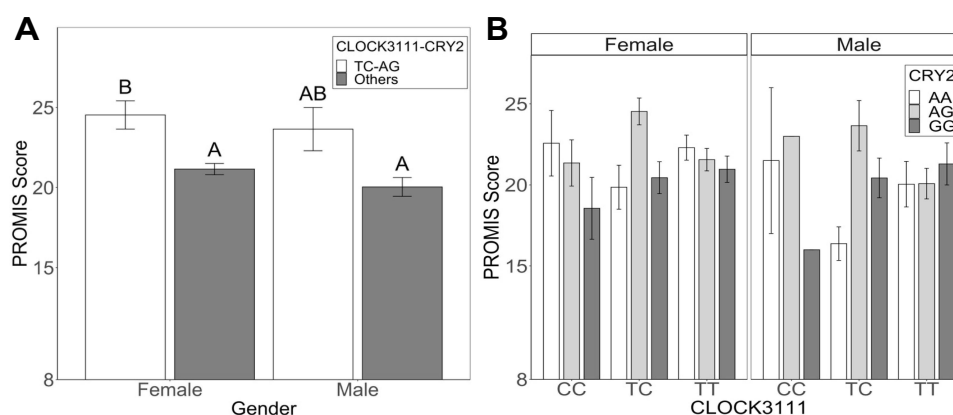 A
CLOCK3111-CRY2
TC-AG
Others
B
A
AB
A
PROMIS Score
25
20
15
8
Female
Male
Gender
B
Female
Male
CRY2
AA
AG
GG
PROMIS Score
25
20
15
8
CC
TC
TT
CC
TC
TT
CLOCK3111